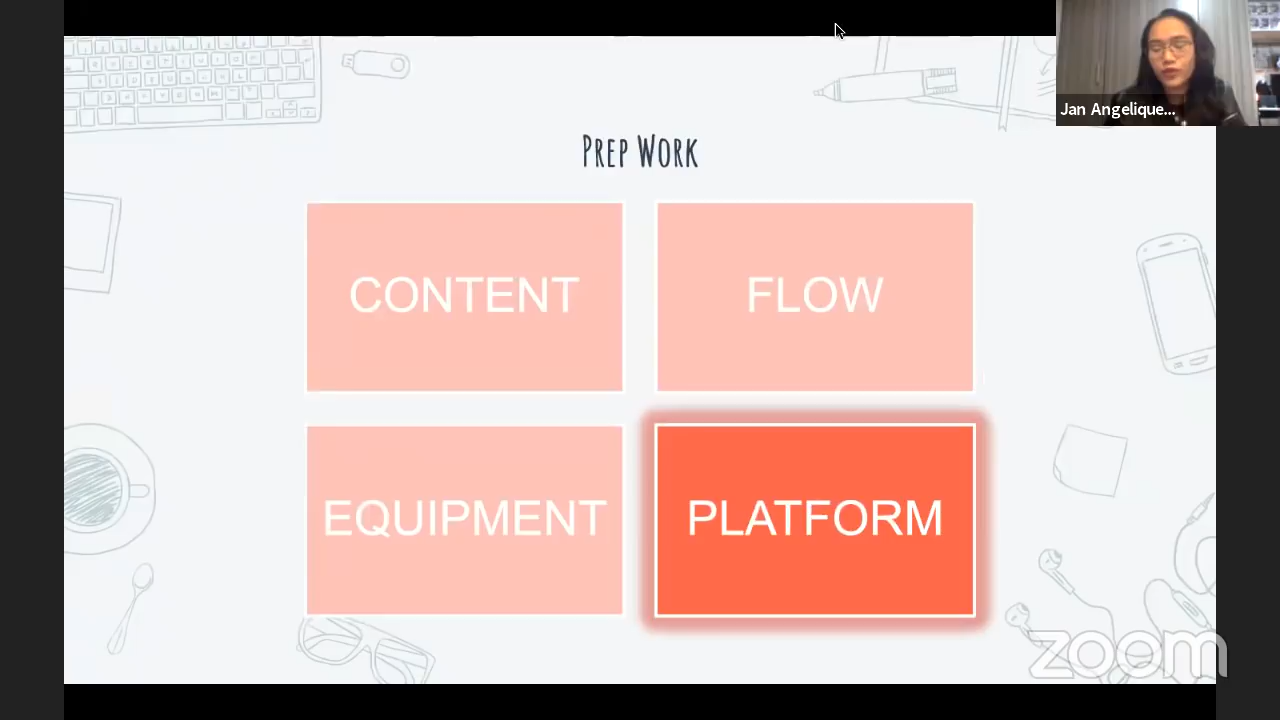 Jan Angelique...
Prep Work
CONTENT
FLOW
EQUIPMENT
PLATFORM
zoom